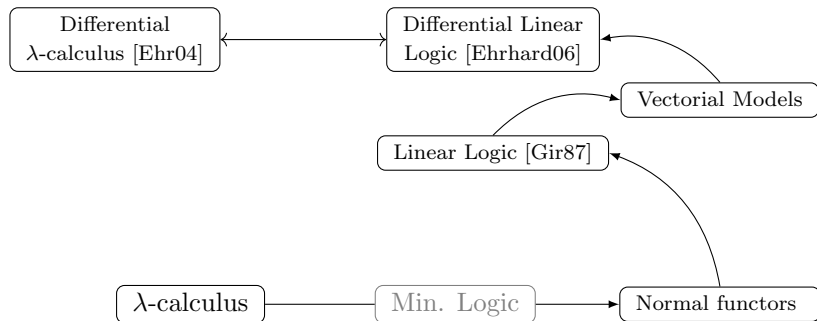 Differential
λ-calculus [Ehr04]
Differential Linear
Logic [Ehrhard06]
Vectorial Models
Linear Logic [Gir87]
λ-calculus
Min. Logic
Normal functors